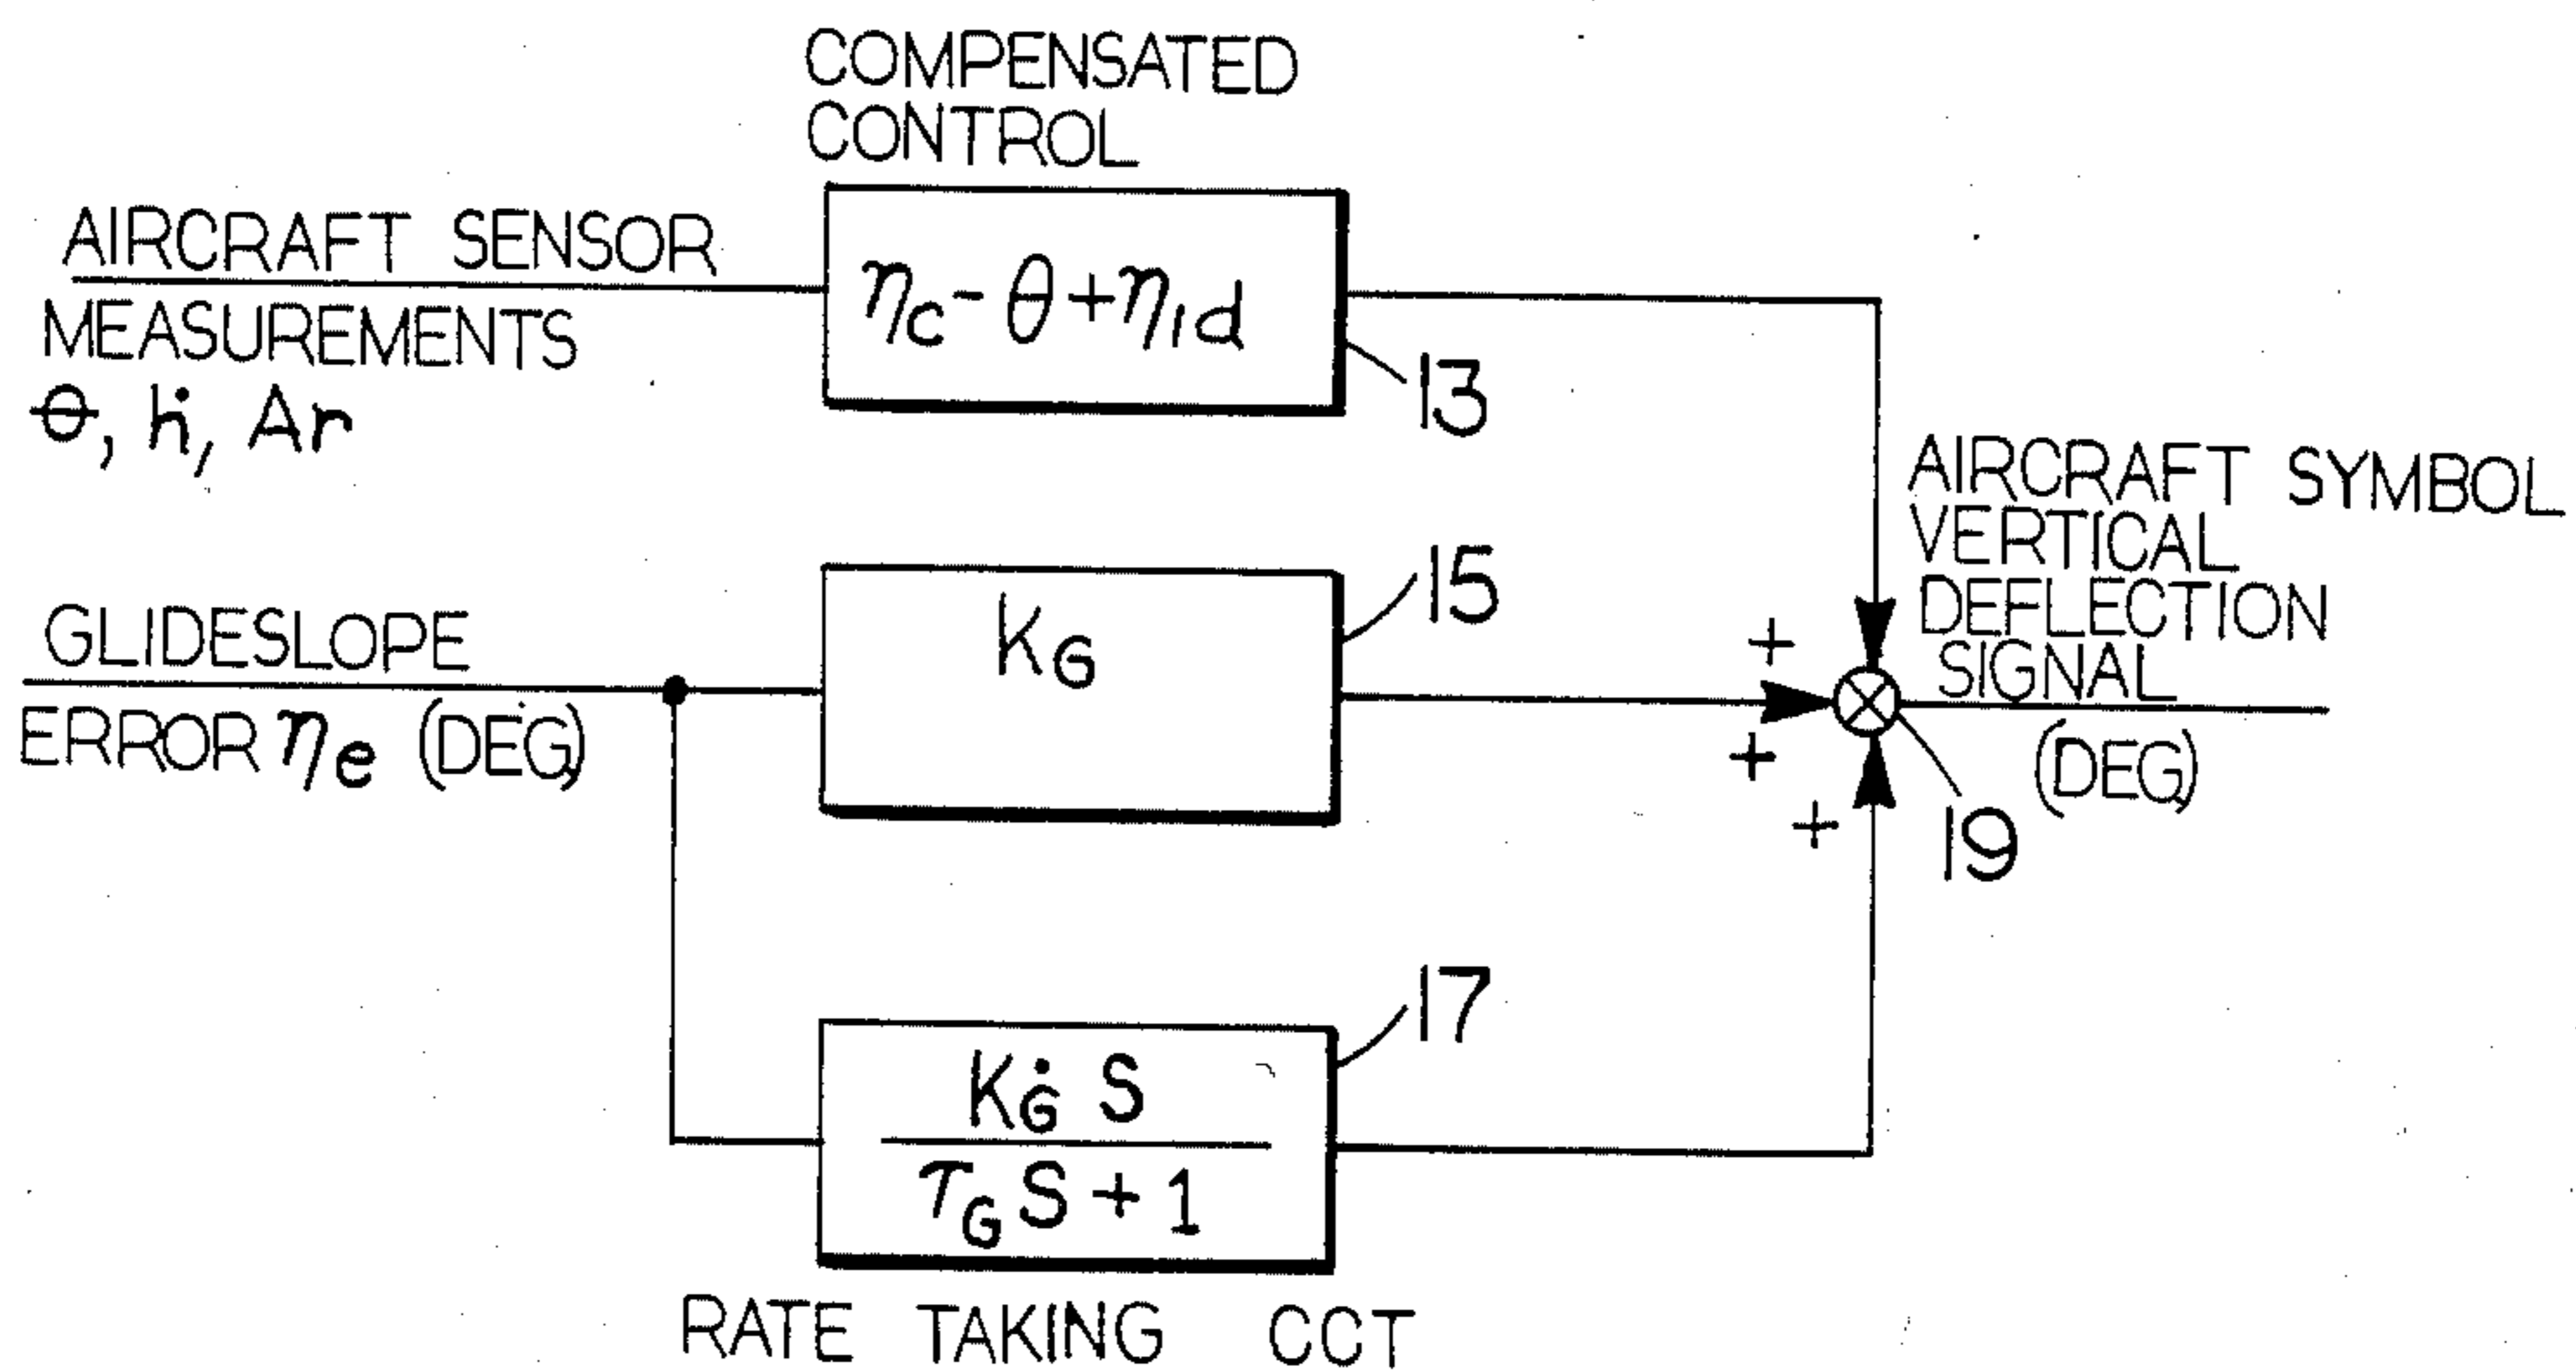 COMPENSATED
CONTROL
AIRCRAFT SENSOR
MEASUREMENTS
θ, ḣ, Ar
ηc - θ + η1d
13
GLIDESLOPE
ERROR ηe (DEG)
KG
15
+
+
+
AIRCRAFT SYMBOL
VERTICAL
DEFLECTION
SIGNAL
(DEG)
19
17
KĠ S
τG S + 1
RATE TAKING CCT